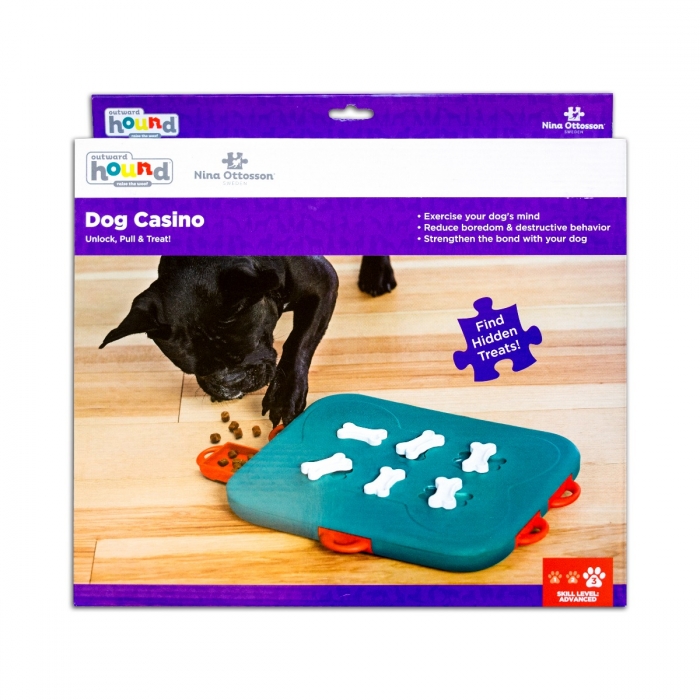 outward
hound
raise the woof!
Nina Ottosson
SWEDEN
outward
hound
raise the woof!
Nina Ottosson
SWEDEN
Dog Casino
Unlock, Pull & Treat!
• Exercise your dog's mind
• Reduce boredom & destructive behavior
• Strengthen the bond with your dog
Find
Hidden
Treats!
3
SKILL LEVEL:
ADVANCED